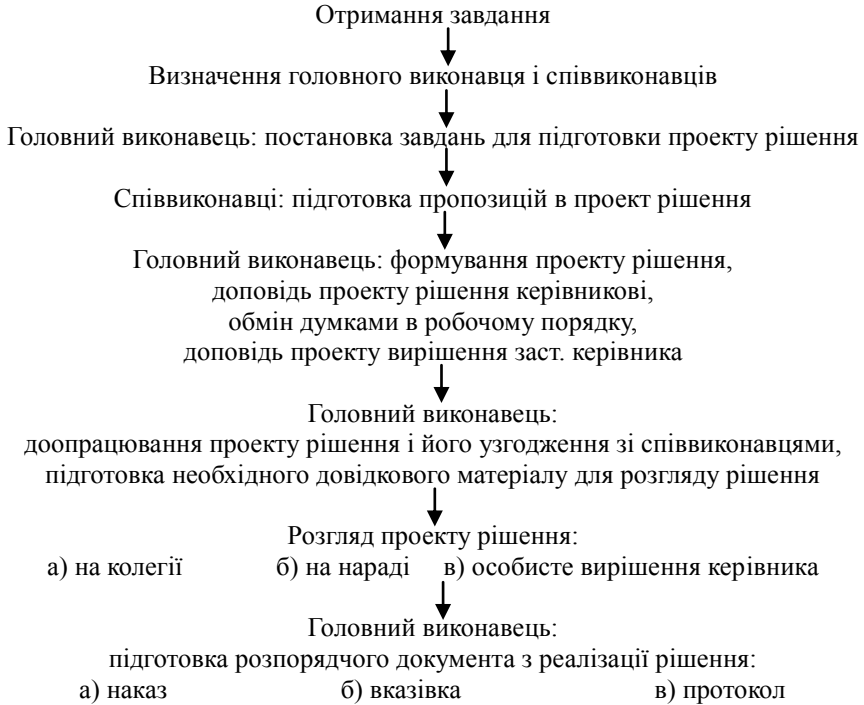 Отримання завдання
Визначення головного виконавця і співвиконавців
Головний виконавець: постановка завдань для підготовки проекту рішення
Співвиконавці: підготовка пропозицій в проект рішення
Головний виконавець: формування проекту рішення,
доповідь проекту рішення керівникові,
обмін думками в робочому порядку,
доповідь проекту вирішення заст. керівника
Головний виконавець:
доопрацювання проекту рішення і його узгодження зі співвиконавцями,
підготовка необхідного довідкового матеріалу для розгляду рішення
Розгляд проекту рішення:
а) на колегії б) на нараді в) особисте вирішення керівника
Головний виконавець:
підготовка розпорядчого документа з реалізації рішення:
а) наказ б) вказівка в) протокол